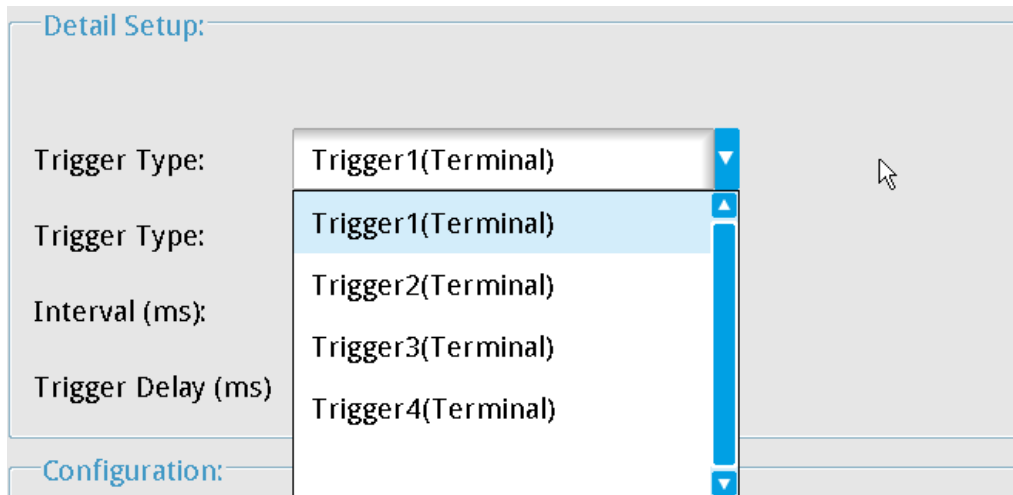 Detail Setup:
Trigger Type:
Trigger1(Terminal)
Trigger1(Terminal)
Trigger Type:
Trigger2(Terminal)
Interval (ms):
Trigger3(Terminal)
Trigger Delay (ms)
Trigger4(Terminal)
Configuration: